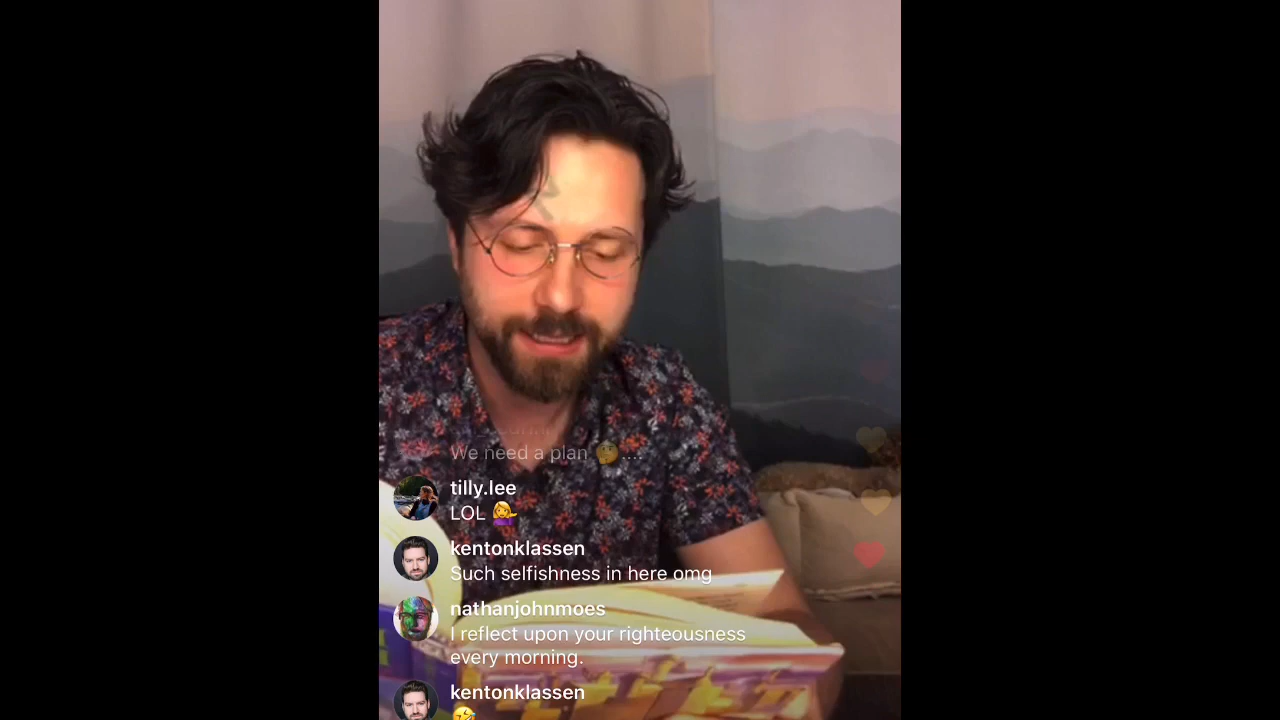 We need a plan 🤔....
tilly.lee
LOL 💁‍♀️
kentonklassen
Such selfishness in here omg
nathanjohnmoes
I reflect upon your righteousness
every morning.
kentonklassen
🤣